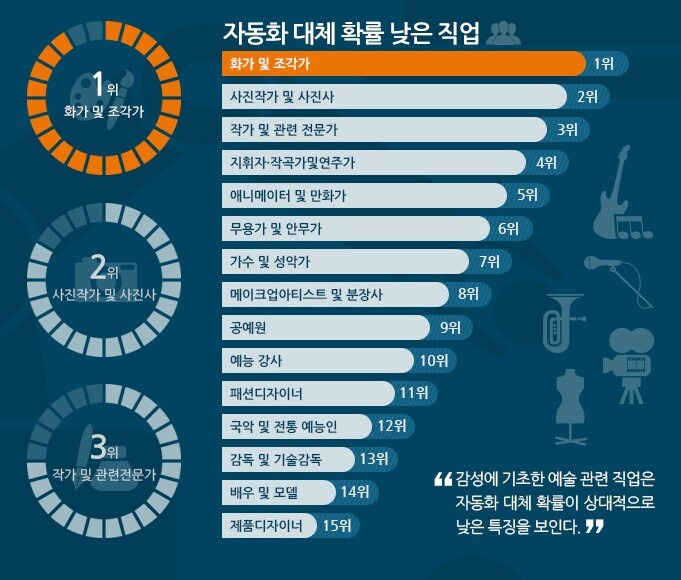 자동화 대체 확률 낮은 직업
1위
화가 및 조각가
2위
사진작가 및 사진사
3위
작가 및 관련전문가
화가 및 조각가 1위
사진작가 및 사진사 2위
작가 및 관련 전문가 3위
지휘자·작곡가및연주가 4위
애니메이터 및 만화가 5위
무용가 및 안무가 6위
가수 및 성악가 7위
메이크업아티스트 및 분장사 8위
공예원 9위
예능 강사 10위
패션디자이너 11위
국악 및 전통 예능인 12위
감독 및 기술감독 13위
배우 및 모델 14위
제품디자이너 15위
❝ 감성에 기초한 예술 관련 직업은
자동화 대체 확률이 상대적으로
낮은 특징을 보인다. ❞